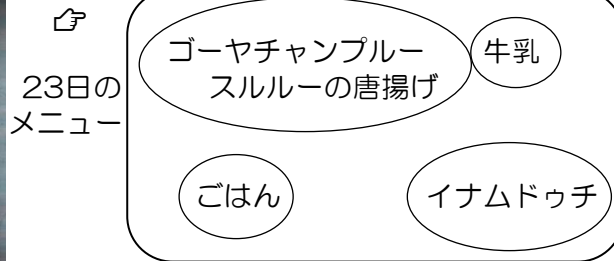 ☞
23日の
メニュー
ゴーヤチャンプルー
スルルーの唐揚げ
牛乳
ごはん
イナムドゥチ